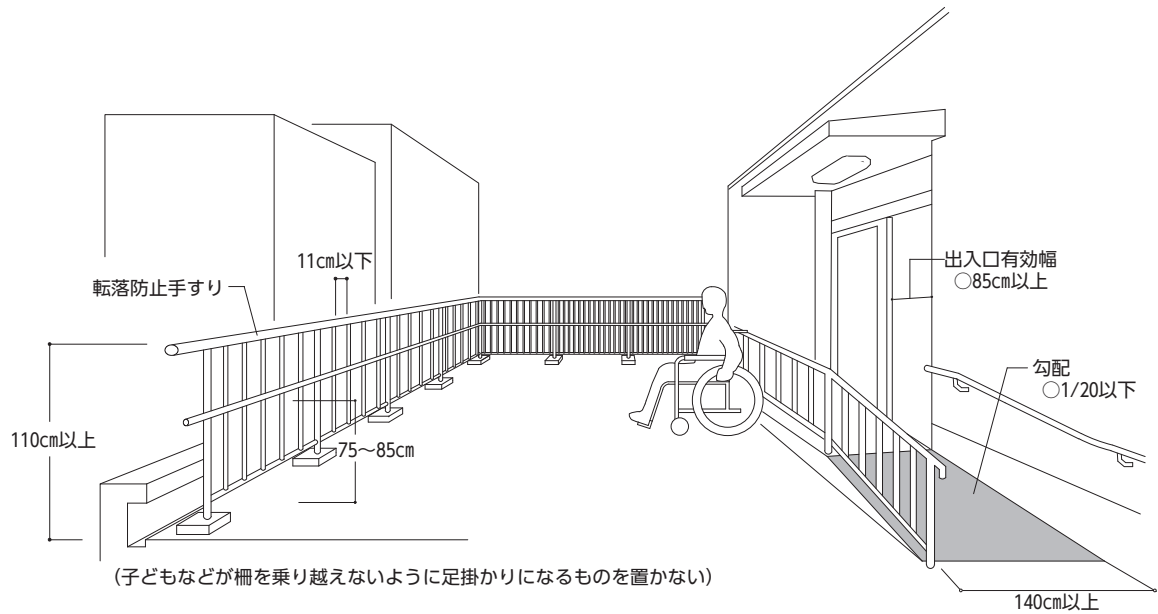 11cm以下
転落防止手すり
出入口有効幅
○85cm以上
勾配
○1/20以下
110cm以上
75〜85cm
(子どもなどが柵を乗り越えないように足掛かりになるものを置かない)
140cm以上